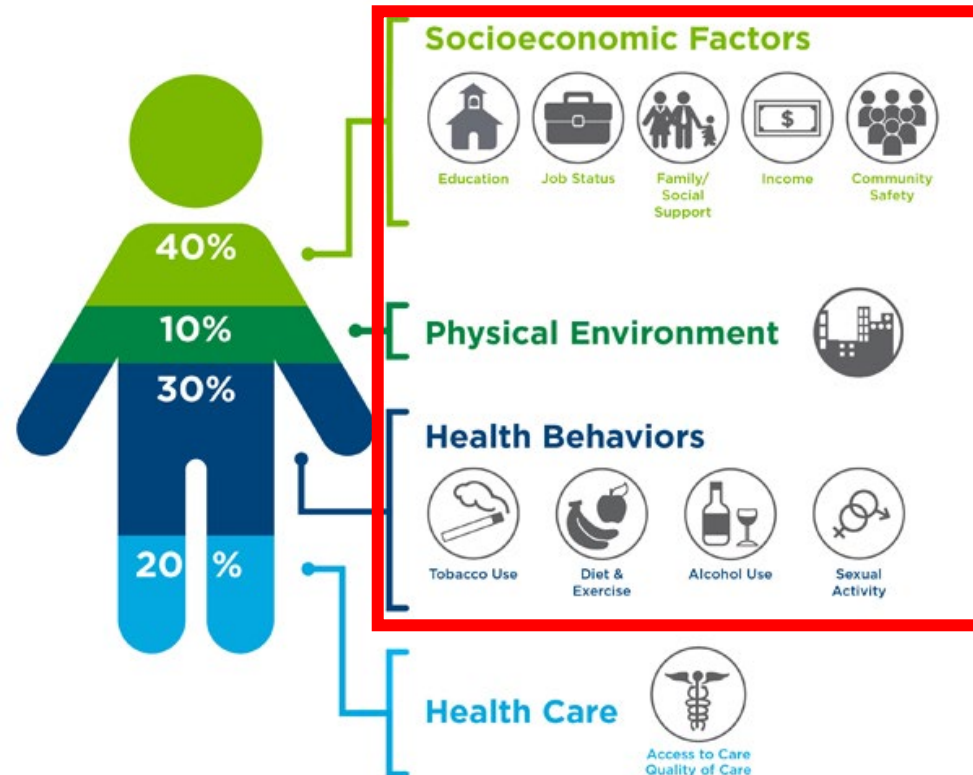 Socioeconomic Factors
$
Education
Job Status
Family/
Social
Support
Income
Community
Safety
40%
10%
Physical Environment
30%
Health Behaviors
Tobacco Use
Diet &
Exercise
Alcohol Use
Sexual
Activity
20 %
Health Care
Access to Care
Quality of Care